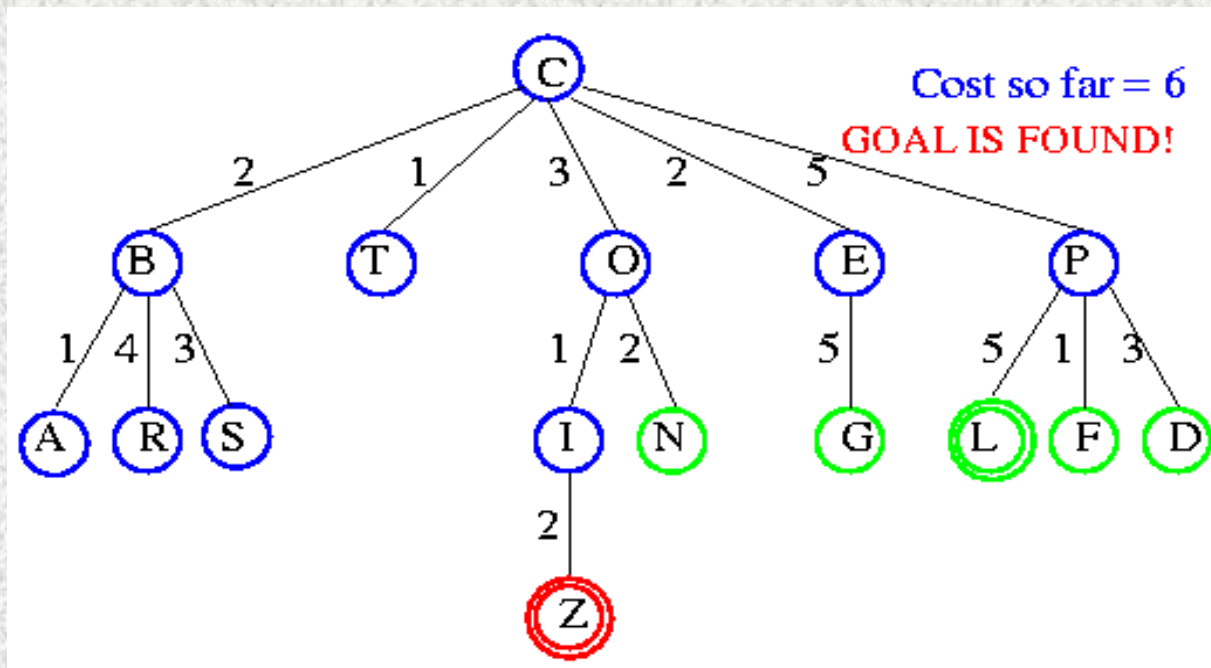 C
Cost so far = 6
GOAL IS FOUND!
2 1 3 2 5
B T O E P
1 4 3 1 2 5 5 1 3
A R S I N G L F D
2
Z